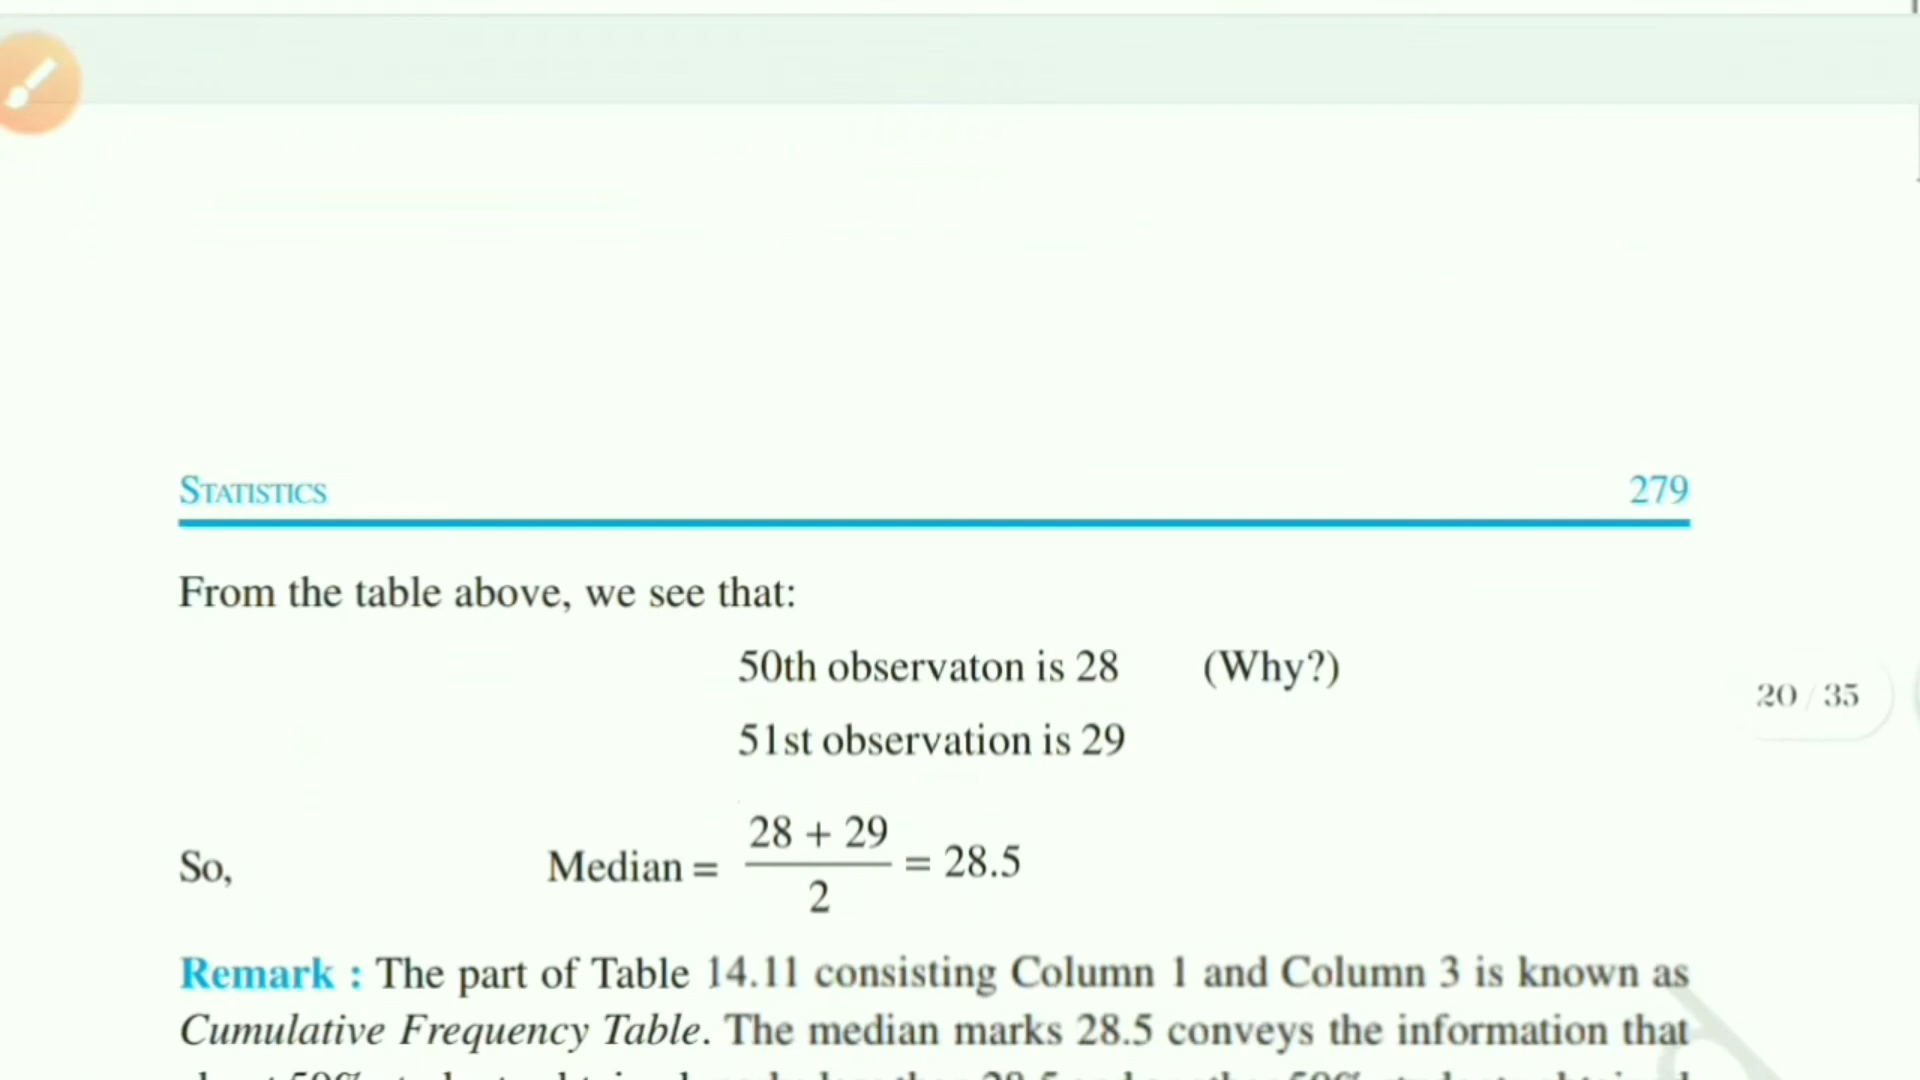 STATISTICS 279
From the table above, we see that:
50th observaton is 28 (Why?)
51st observation is 29
20 / 35
So, Median = 28 + 29 / 2 = 28.5
Remark : The part of Table 14.11 consisting Column 1 and Column 3 is known as
Cumulative Frequency Table. The median marks 28.5 conveys the information that